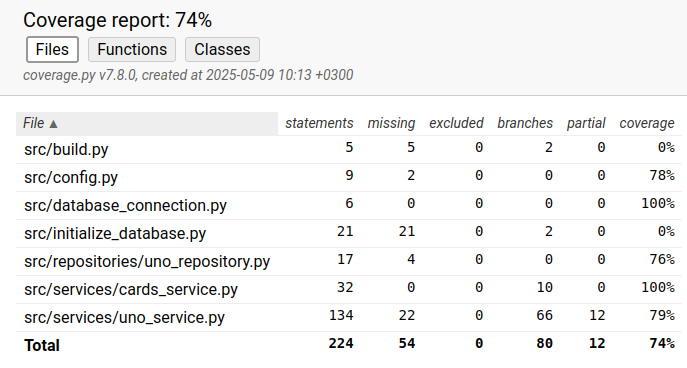 Coverage report: 74%
Files Functions Classes
coverage.py v7.8.0, created at 2025-05-09 10:13 +0300
File ▲ statements missing excluded branches partial coverage
src/build.py 5 5 0 2 0 0%
src/config.py 9 2 0 0 0 78%
src/database_connection.py 6 0 0 0 0 100%
src/initialize_database.py 21 21 0 2 0 0%
src/repositories/uno_repository.py 17 4 0 0 0 76%
src/services/cards_service.py 32 0 0 10 0 100%
src/services/uno_service.py 134 22 0 66 12 79%
Total 224 54 0 80 12 74%